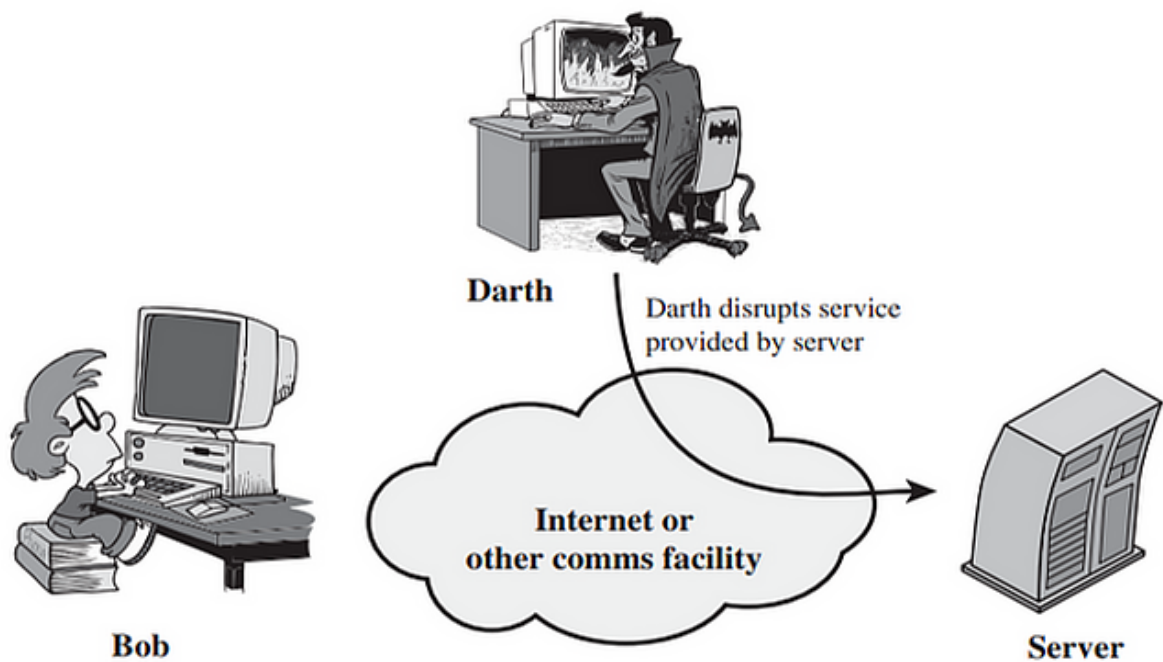 Darth
Darth disrupts service
provided by server
Internet or
other comms facility
Bob
Server